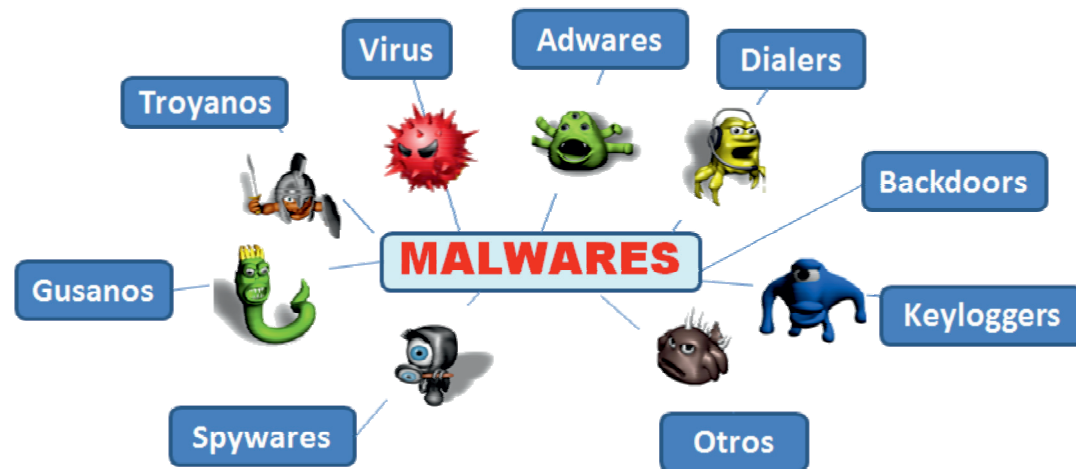 Adwares
Virus
Dialers
Troyanos
Backdoors
MALWARES
Gusanos
Keyloggers
Spywares
Otros